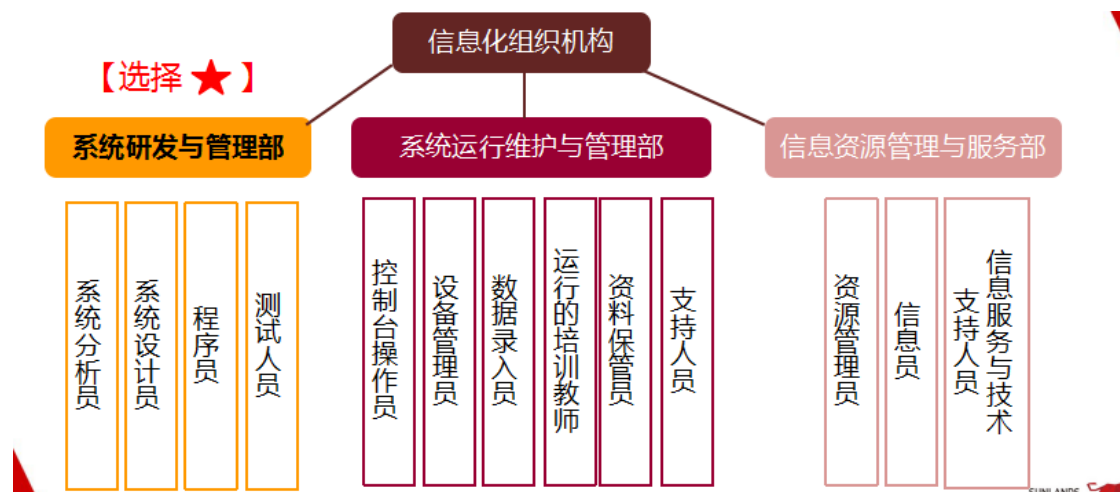 信息化组织机构
【选择★】
系统研发与管理部
系统运行维护与管理部
信息资源管理与服务部
系统分析员
系统设计员
程序员
测试人员
控制台操作员
设备管理员
数据录入员
运行的培训教师
资料保管员
支持人员
资源管理员
信息员
信息服务与技术
支持人员
SUNLANDS